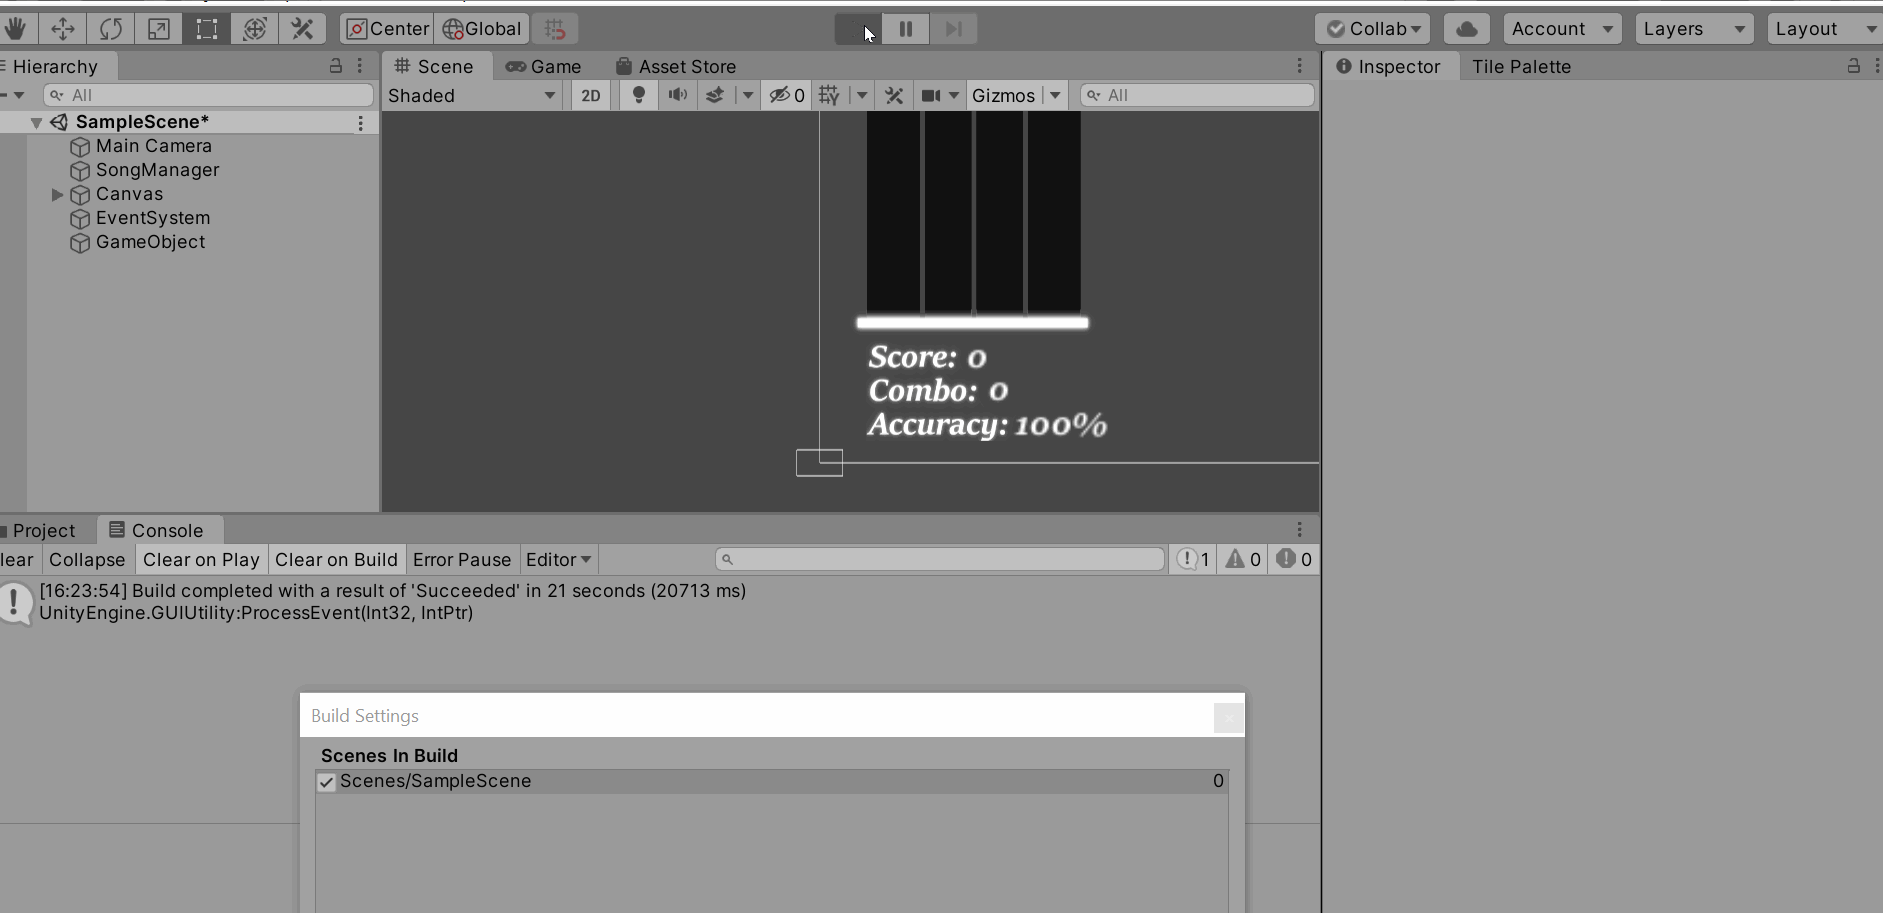 Center Global Collab Account Layers Layout
Hierarchy Scene Game Asset Store Inspector Tile Palette
All Shaded 2D 0 Gizmos All
SampleScene*
Main Camera
SongManager
Canvas
EventSystem
GameObject
Score: 0
Combo: 0
Accuracy: 100%
Project Console
lear Collapse Clear on Play Clear on Build Error Pause Editor 1 0 0
[16:23:54] Build completed with a result of 'Succeeded' in 21 seconds (20713 ms)
UnityEngine.GUIUtility:ProcessEvent(Int32, IntPtr)
Build Settings
Scenes In Build
Scenes/SampleScene 0